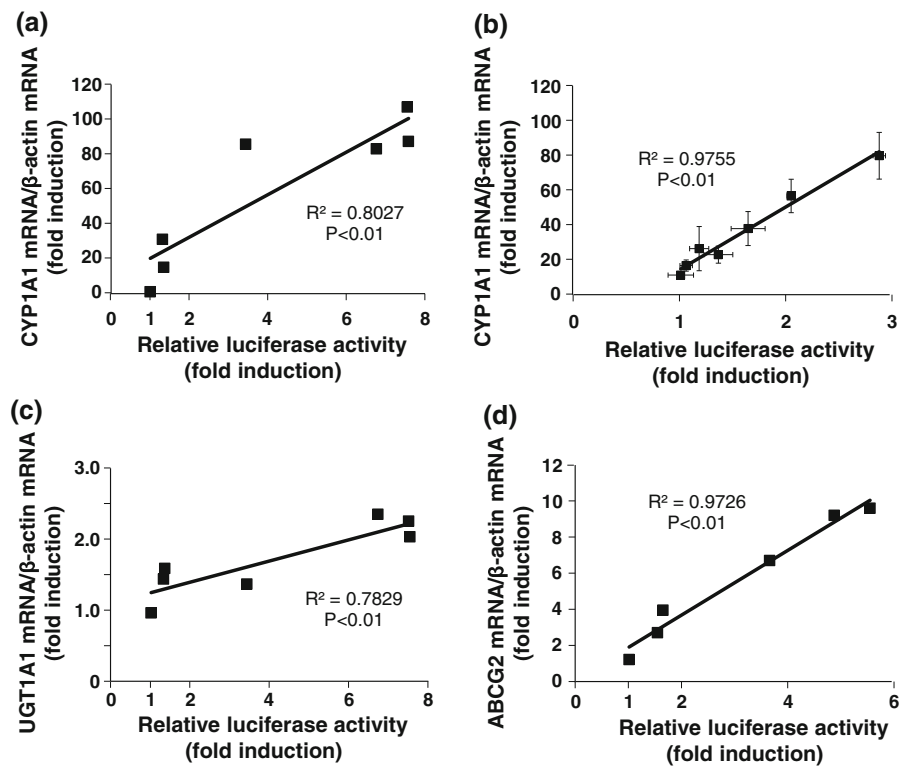 (a)
CYP1A1 mRNA/β-actin mRNA
(fold induction)
120
100
80
60
40
20
0
R² = 0.8027
P<0.01
0 1 2 4 6 8
Relative luciferase activity
(fold induction)
(b)
CYP1A1 mRNA/β-actin mRNA
(fold induction)
120
100
80
60
40
20
0
R² = 0.9755
P<0.01
0 1 2 3
Relative luciferase activity
(fold induction)
(c)
UGT1A1 mRNA/β-actin mRNA
(fold induction)
3.0
2.0
1.0
0
R² = 0.7829
P<0.01
0 1 2 4 6 8
Relative luciferase activity
(fold induction)
(d)
ABCG2 mRNA/β-actin mRNA
(fold induction)
12
10
8
6
4
2
0
R² = 0.9726
P<0.01
0 1 2 4 6
Relative luciferase activity
(fold induction)